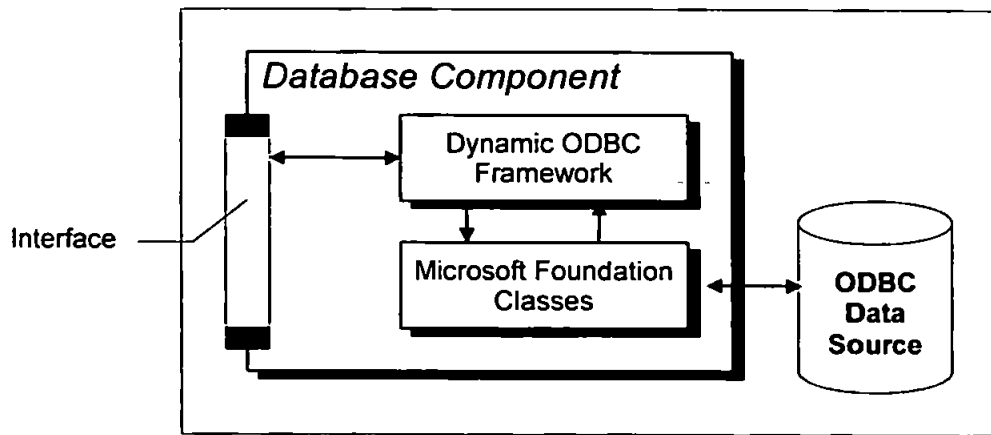 Database Component
Dynamic ODBC
Framework
Interface
Microsoft Foundation
Classes
ODBC
Data
Source